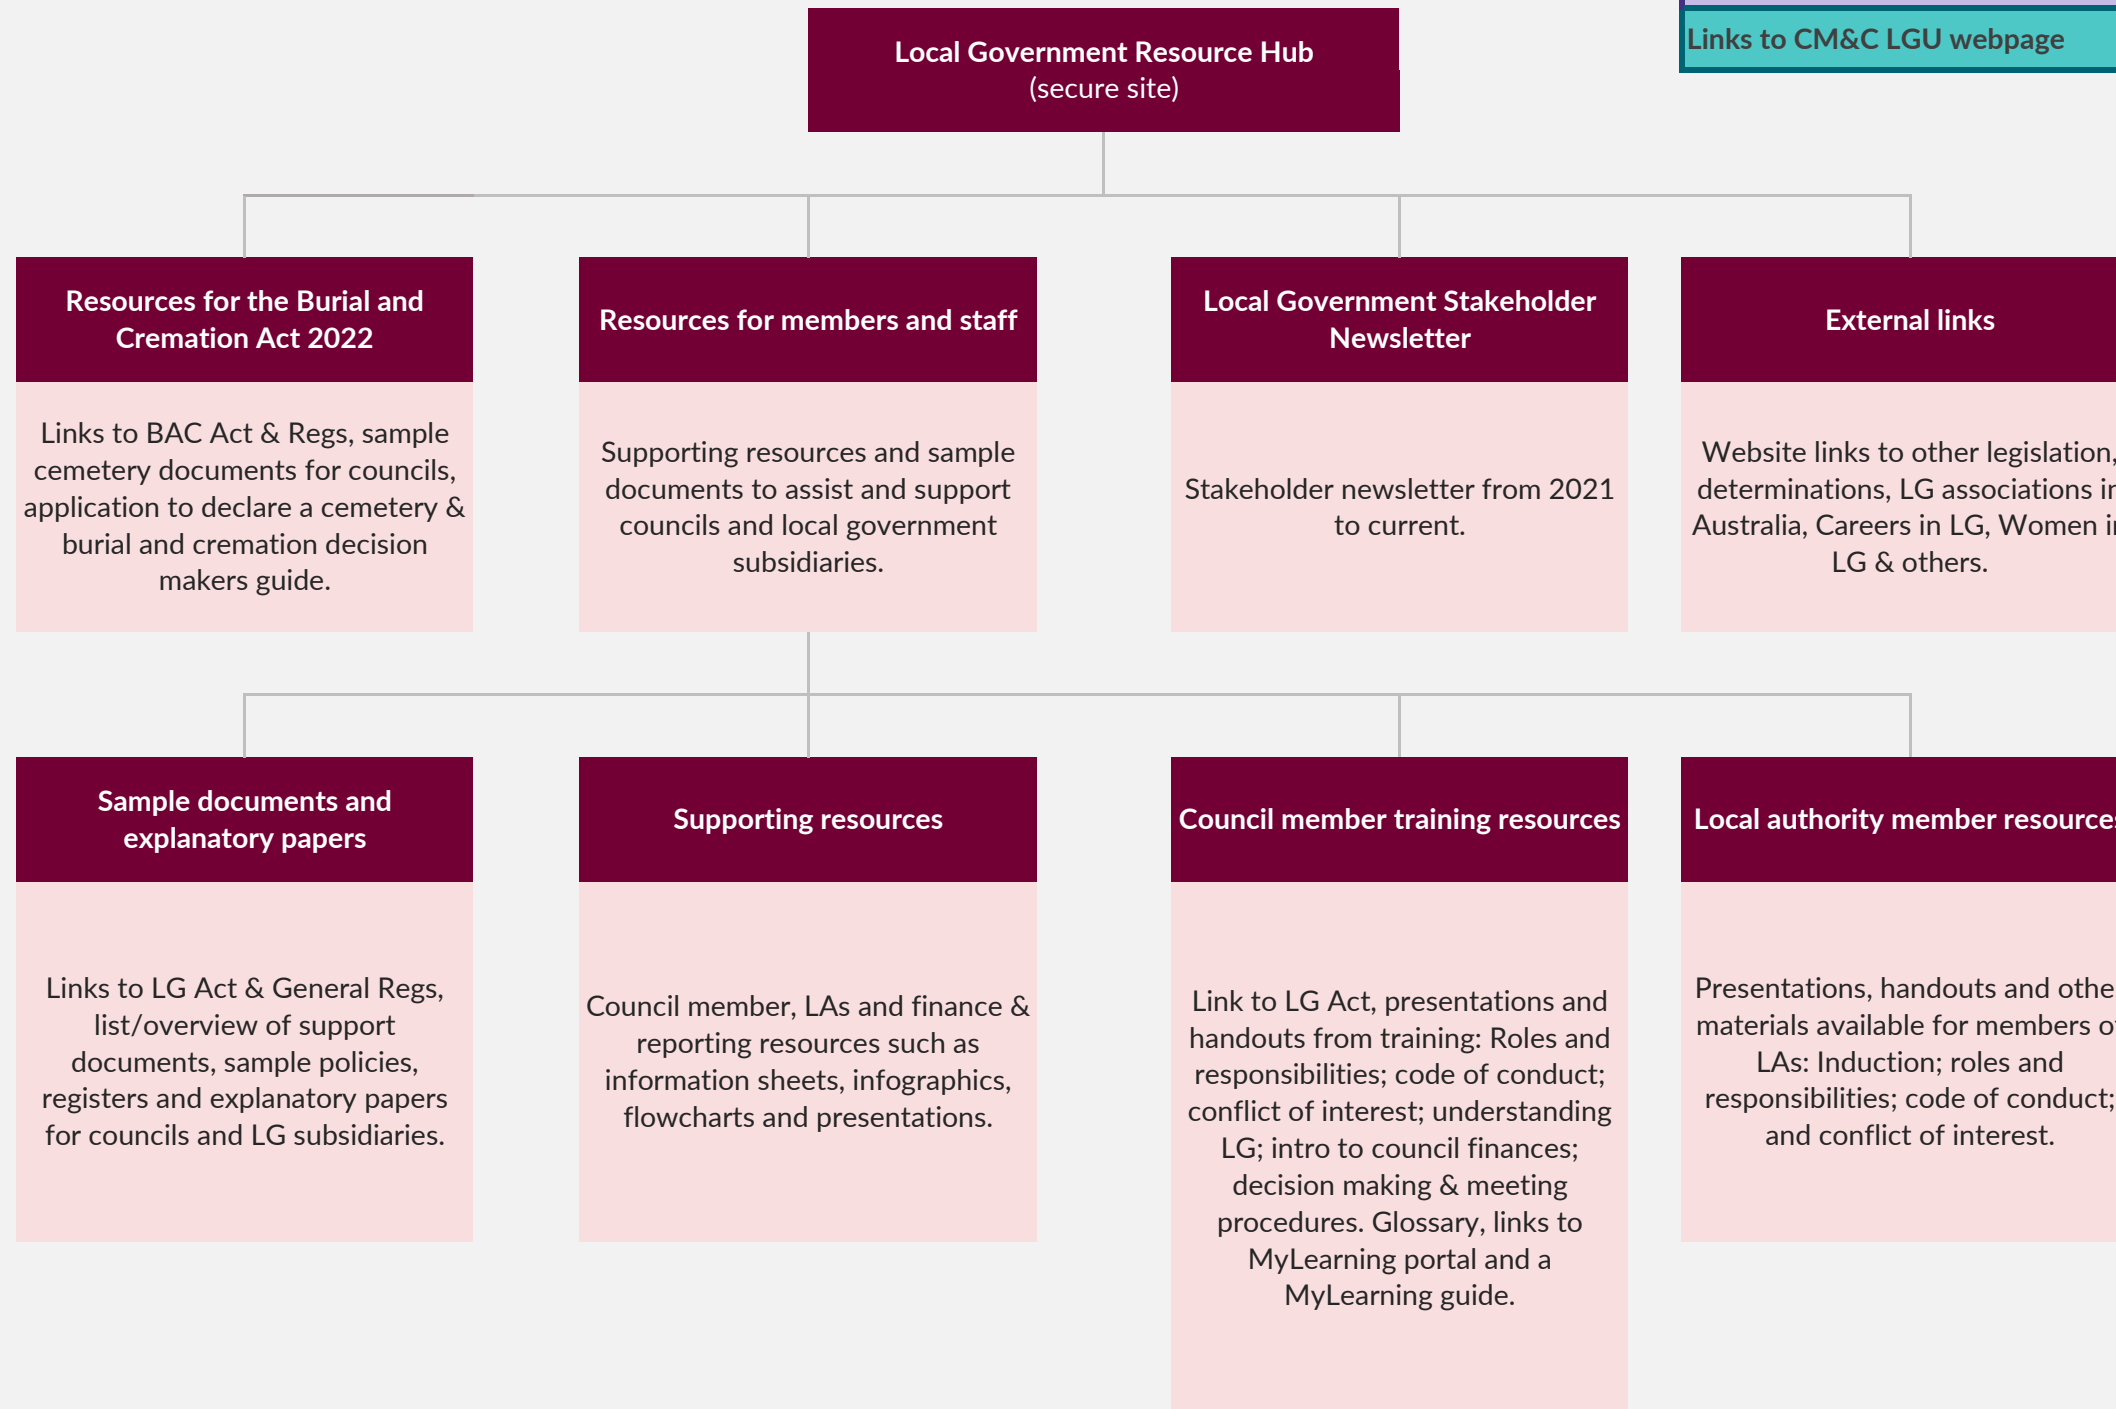 Links to CM&C LGU webpage
Local Government Resource Hub
(secure site)
Resources for the Burial and
Cremation Act 2022
Links to BAC Act & Regs, sample
cemetery documents for councils,
application to declare a cemetery &
burial and cremation decision
makers guide.
Resources for members and staff
Supporting resources and sample
documents to assist and support
councils and local government
subsidiaries.
Local Government Stakeholder
Newsletter
Stakeholder newsletter from 2021
to current.
External links
Website links to other legislation,
determinations, LG associations in
Australia, Careers in LG, Women in
LG & others.
Sample documents and
explanatory papers
Links to LG Act & General Regs,
list/overview of support
documents, sample policies,
registers and explanatory papers
for councils and LG subsidiaries.
Supporting resources
Council member, LAs and finance &
reporting resources such as
information sheets, infographics,
flowcharts and presentations.
Council member training resources
Link to LG Act, presentations and
handouts from training: Roles and
responsibilities; code of conduct;
conflict of interest; understanding
LG; intro to council finances;
decision making & meeting
procedures. Glossary, links to
MyLearning portal and a
MyLearning guide.
Local authority member resources
Presentations, handouts and other
materials available for members of
LAs: Induction; roles and
responsibilities; code of conduct;
and conflict of interest.